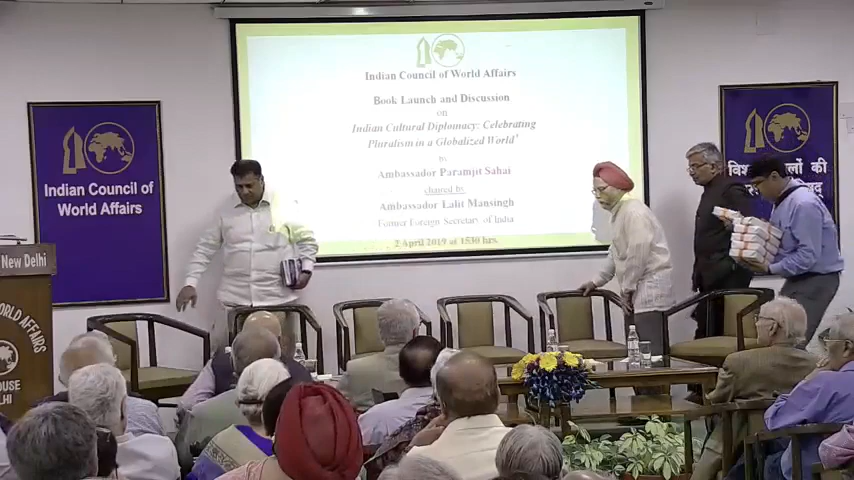 Indian Council of World Affairs
Book Launch and Discussion
on
Indian Cultural Diplomacy: Celebrating
Pluralism in a Globalized World"
by
Ambassador Paramjit Sahai
chaired by
Ambassador Lalit Mansingh
Former Foreign Secretary of India
2 April 2019 at 1530 hrs.
Indian Council of
World Affairs
New Delhi
WORLD AFFAIRS
HOUSE
LHI
की